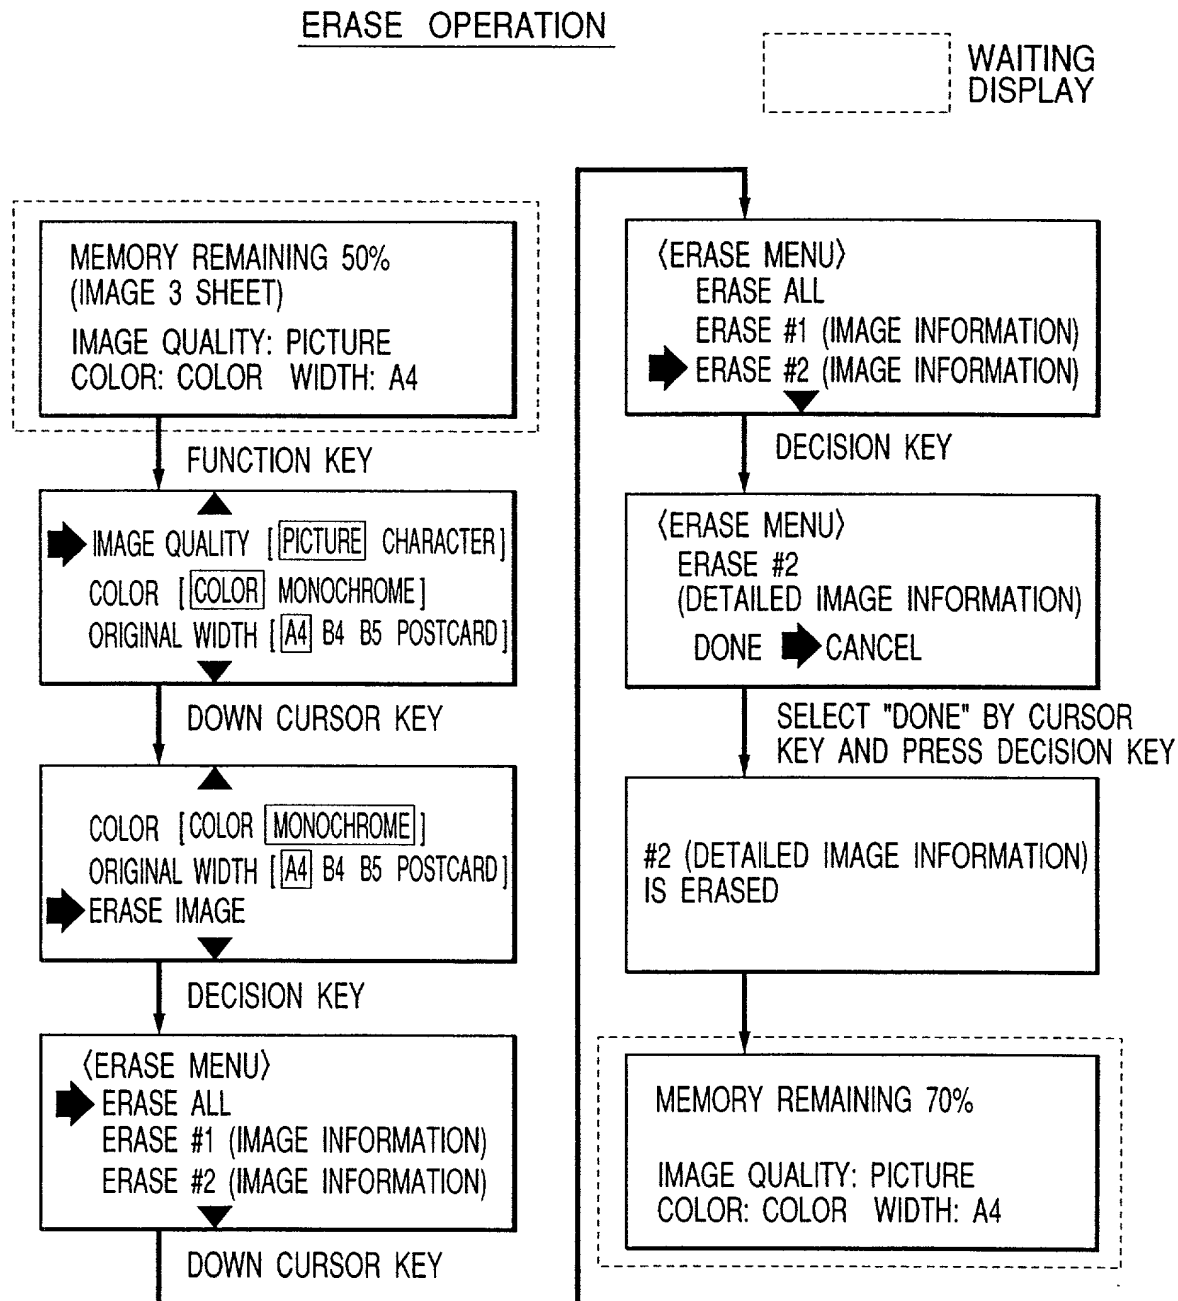 ERASE OPERATION
WAITING
DISPLAY
MEMORY REMAINING 50%
(IMAGE 3 SHEET)
IMAGE QUALITY: PICTURE
COLOR: COLOR WIDTH: A4
FUNCTION KEY
IMAGE QUALITY [PICTURE CHARACTER]
COLOR [COLOR MONOCHROME]
ORIGINAL WIDTH [A4 B4 B5 POSTCARD]
DOWN CURSOR KEY
COLOR [COLOR MONOCHROME]
ORIGINAL WIDTH [A4 B4 B5 POSTCARD]
ERASE IMAGE
DECISION KEY
〈ERASE MENU〉
ERASE ALL
ERASE #1 (IMAGE INFORMATION)
ERASE #2 (IMAGE INFORMATION)
DOWN CURSOR KEY
〈ERASE MENU〉
ERASE ALL
ERASE #1 (IMAGE INFORMATION)
ERASE #2 (IMAGE INFORMATION)
DECISION KEY
〈ERASE MENU〉
ERASE #2
(DETAILED IMAGE INFORMATION)
DONE CANCEL
SELECT "DONE" BY CURSOR
KEY AND PRESS DECISION KEY
#2 (DETAILED IMAGE INFORMATION)
IS ERASED
MEMORY REMAINING 70%
IMAGE QUALITY: PICTURE
COLOR: COLOR WIDTH: A4